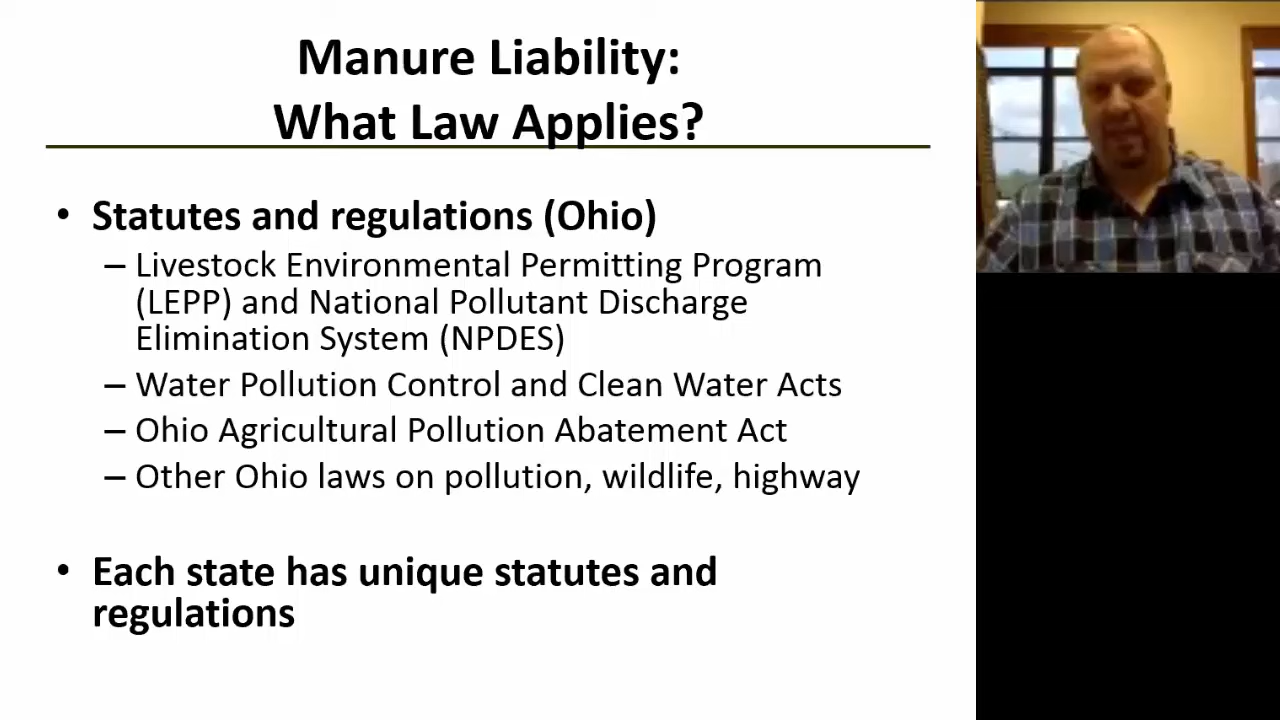 Manure Liability:
What Law Applies?
• Statutes and regulations (Ohio)
– Livestock Environmental Permitting Program
(LEPP) and National Pollutant Discharge
Elimination System (NPDES)
– Water Pollution Control and Clean Water Acts
– Ohio Agricultural Pollution Abatement Act
– Other Ohio laws on pollution, wildlife, highway
• Each state has unique statutes and
regulations